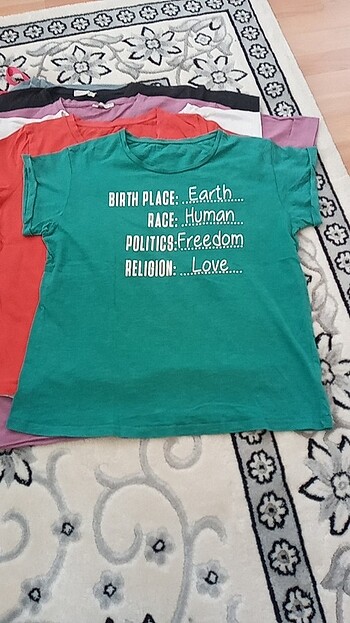 BIRTH PLACE: Earth
RACE: Human
POLITICS: Freedom
RELIGION: Love